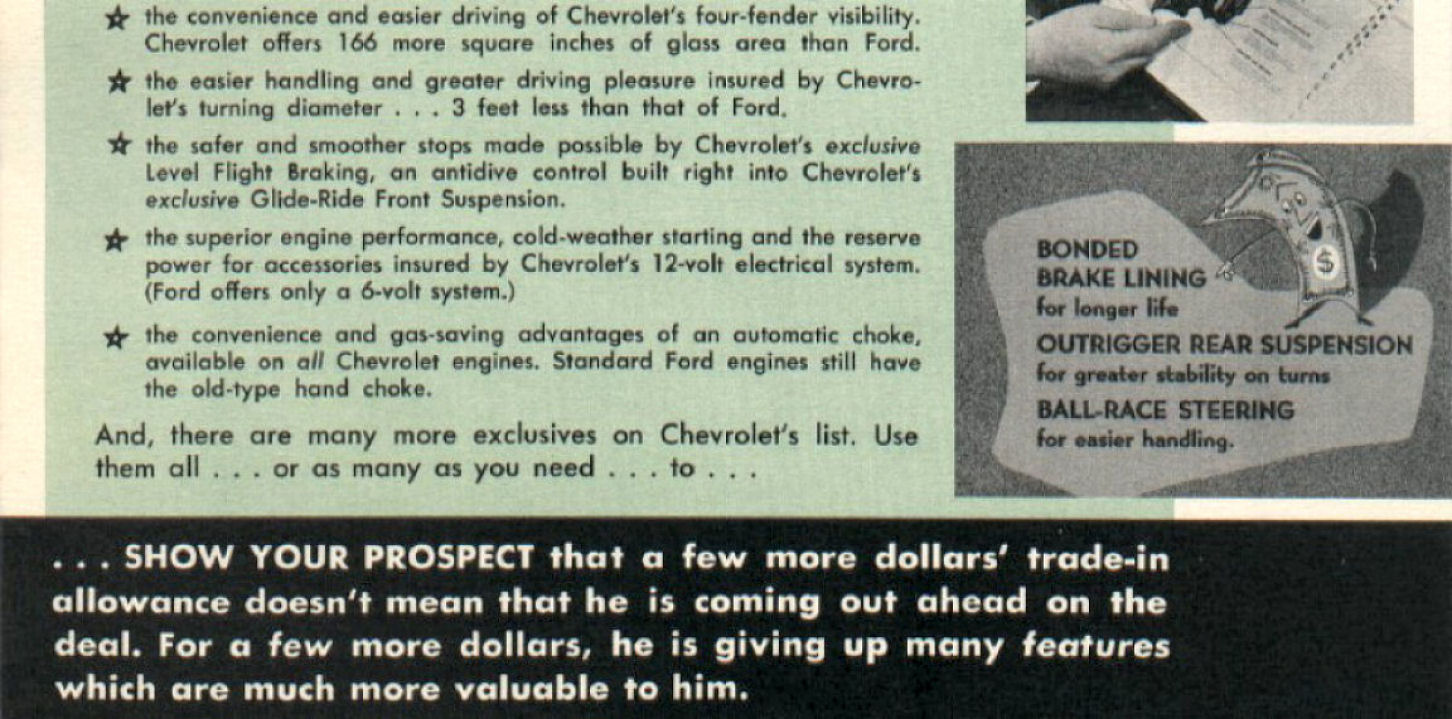 the convenience and easier driving of Chevrolet's four-fender visibility.
Chevrolet offers 166 more square inches of glass area than Ford.
the easier handling and greater driving pleasure insured by Chevro-
let's turning diameter . . . 3 feet less than that of Ford.
the safer and smoother stops made possible by Chevrolet's exclusive
Level Flight Braking, an antidive control built right into Chevrolet's
exclusive Glide-Ride Front Suspension.
the superior engine performance, cold-weather starting and the reserve
power for accessories insured by Chevrolet's 12-volt electrical system.
(Ford offers only a 6-volt system.)
the convenience and gas-saving advantages of an automatic choke,
available on all Chevrolet engines. Standard Ford engines still have
the old-type hand choke.
And, there are many more exclusives on Chevrolet's list. Use
them all . . . or as many as you need . . . to . . .
BONDED
BRAKE LINING
for longer life
OUTRIGGER REAR SUSPENSION
for greater stability on turns
BALL-RACE STEERING
for easier handling.
$
. . . SHOW YOUR PROSPECT that a few more dollars' trade-in
allowance doesn't mean that he is coming out ahead on the
deal. For a few more dollars, he is giving up many features
which are much more valuable to him.